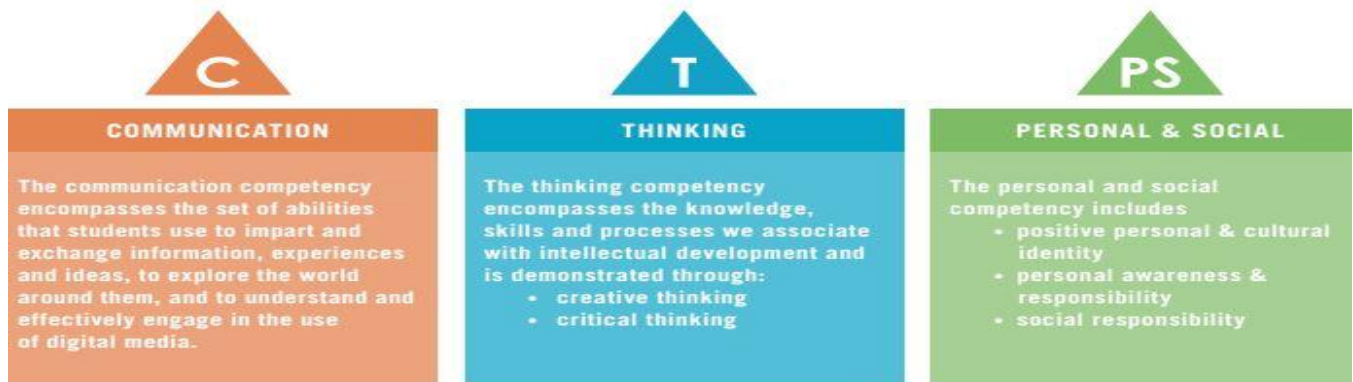 C
COMMUNICATION
The communication competency
encompasses the set of abilities
that students use to impart and
exchange information, experiences
and ideas, to explore the world
around them, and to understand and
effectively engage in the use
of digital media.
T
THINKING
The thinking competency
encompasses the knowledge,
skills and processes we associate
with intellectual development and
is demonstrated through:
• creative thinking
• critical thinking
PS
PERSONAL & SOCIAL
The personal and social
competency includes
• positive personal & cultural
identity
• personal awareness &
responsibility
• social responsibility